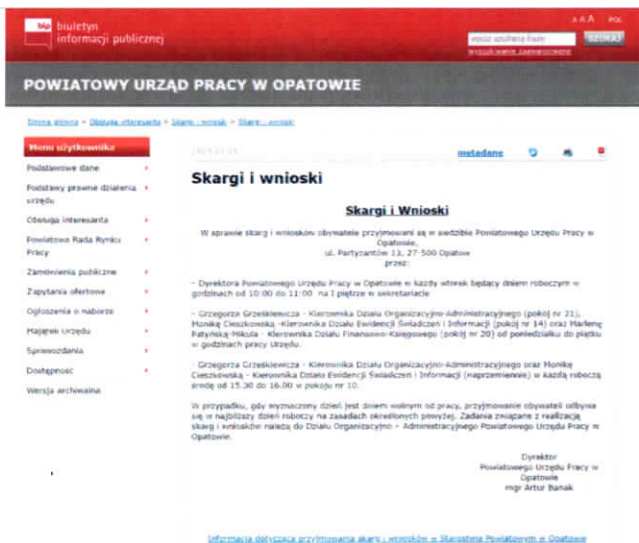 bip biuletyn
informacji publicznej
A A A POL
wpisz szukaną frazę SZUKAJ
wyszukiwanie zaawansowane
POWIATOWY URZĄD PRACY W OPATOWIE
Strona główna > Obsługa interesanta > Skargi i wnioski > Skargi i wnioski
Menu użytkownika
Podstawowe dane
Podstawy prawne działania
urzędu
Obsługa interesanta
Powiatowa Rada Rynku
Pracy
Zamówienia publiczne
Zapytania ofertowe
Ogłoszenia o naborze
Majątek Urzędu
Sprawozdania
Dostępność
Wersja archiwalna
metadane
Skargi i wnioski
Skargi i Wnioski
W sprawie skarg i wniosków obywatele przyjmowani są w siedzibie Powiatowego Urzędu Pracy w
Opatowie,
ul. Partyzantów 13, 27-500 Opatów
przez:
- Dyrektora Powiatowego Urzędu Pracy w Opatowie w każdy wtorek będący dniem roboczym w
godzinach od 10:00 do 11:00 na I piętrze w sekretariacie
- Grzegorza Grześkiewicza - Kierownika Działu Organizacyjno-Administracyjnego (pokój nr 21),
Monikę Cieszkowską -Kierownika Działu Ewidencji Świadczeń i Informacji (pokój nr 14) oraz Marlenę
Patyńską-Mikula - Kierownika Działu Finansowo-Księgowego (pokój nr 20) od poniedziałku do piątku
w godzinach pracy Urzędu.
- Grzegorza Grześkiewicza - Kierownika Działu Organizacyjno-Administracyjnego oraz Monikę
Cieszkowską - Kierownika Działu Ewidencji Świadczeń i Informacji (naprzemiennie) w każdą roboczą
środę od 15.30 do 16.00 w pokoju nr 10.
W przypadku, gdy wyznaczony dzień jest dniem wolnym od pracy, przyjmowanie obywateli odbywa
się w najbliższy dzień roboczy na zasadach określonych powyżej. Zadania związane z realizacją
skarg i wniosków należą do Działu Organizacyjno - Administracyjnego Powiatowego Urzędu Pracy w
Opatowie.
Dyrektor
Powiatowego Urzędu Pracy w
Opatowie
mgr Artur Banak
Informacja dotycząca przyjmowania skarg i wniosków w Starostwie Powiatowym w Opatowie